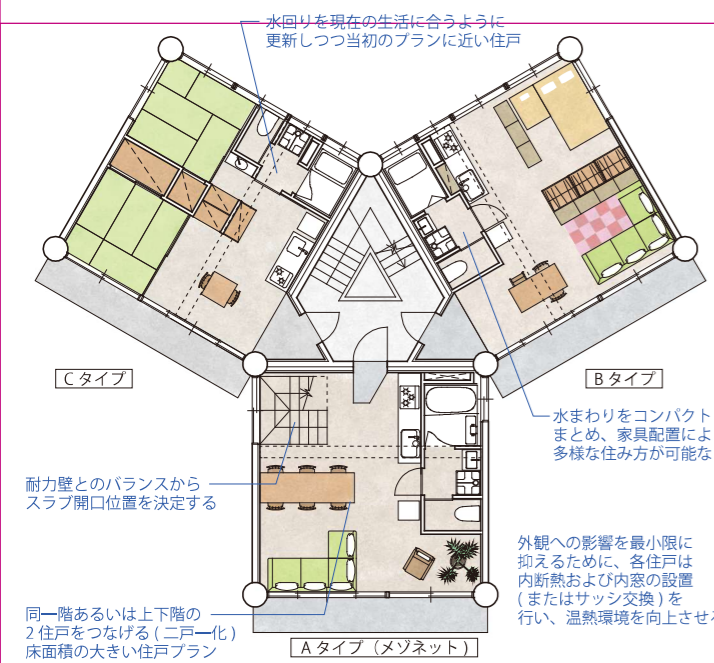 水回りを現在の生活に合うように
更新しつつ当初のプランに近い住戸
C タイプ
B タイプ
水まわりをコンパクト
まとめ、家具配置によ
多様な住み方が可能な
耐力壁とのバランスから
スラブ開口位置を決定する
外観への影響を最小限に
抑えるために、各住戸は
内断熱および内窓の設置
( またはサッシ交換 ) を
行い、温熱環境を向上させ
同一階あるいは上下階の
2 住戸をつなげる ( 二戸一化 )
床面積の大きい住戸プラン
A タイプ ( メゾネット )